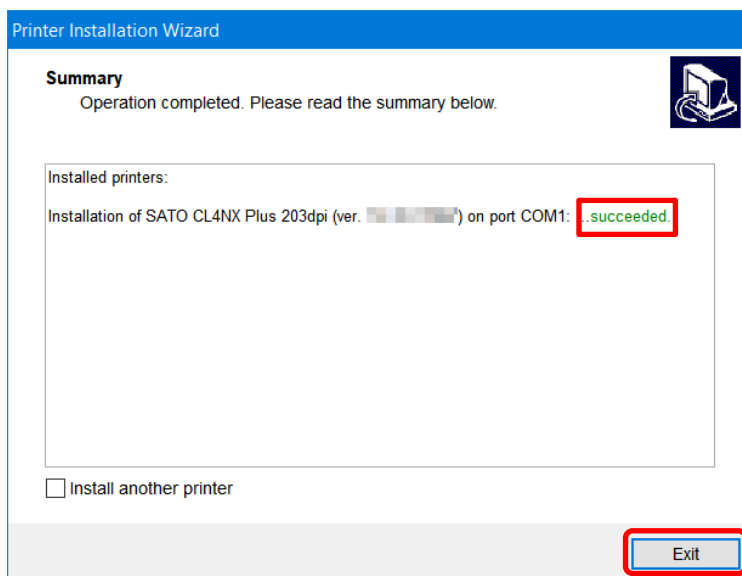 Printer Installation Wizard
Summary
Operation completed. Please read the summary below.
Installed printers:
Installation of SATO CL4NX Plus 203dpi (ver. ) on port COM1: ...succeeded.
Install another printer
Exit